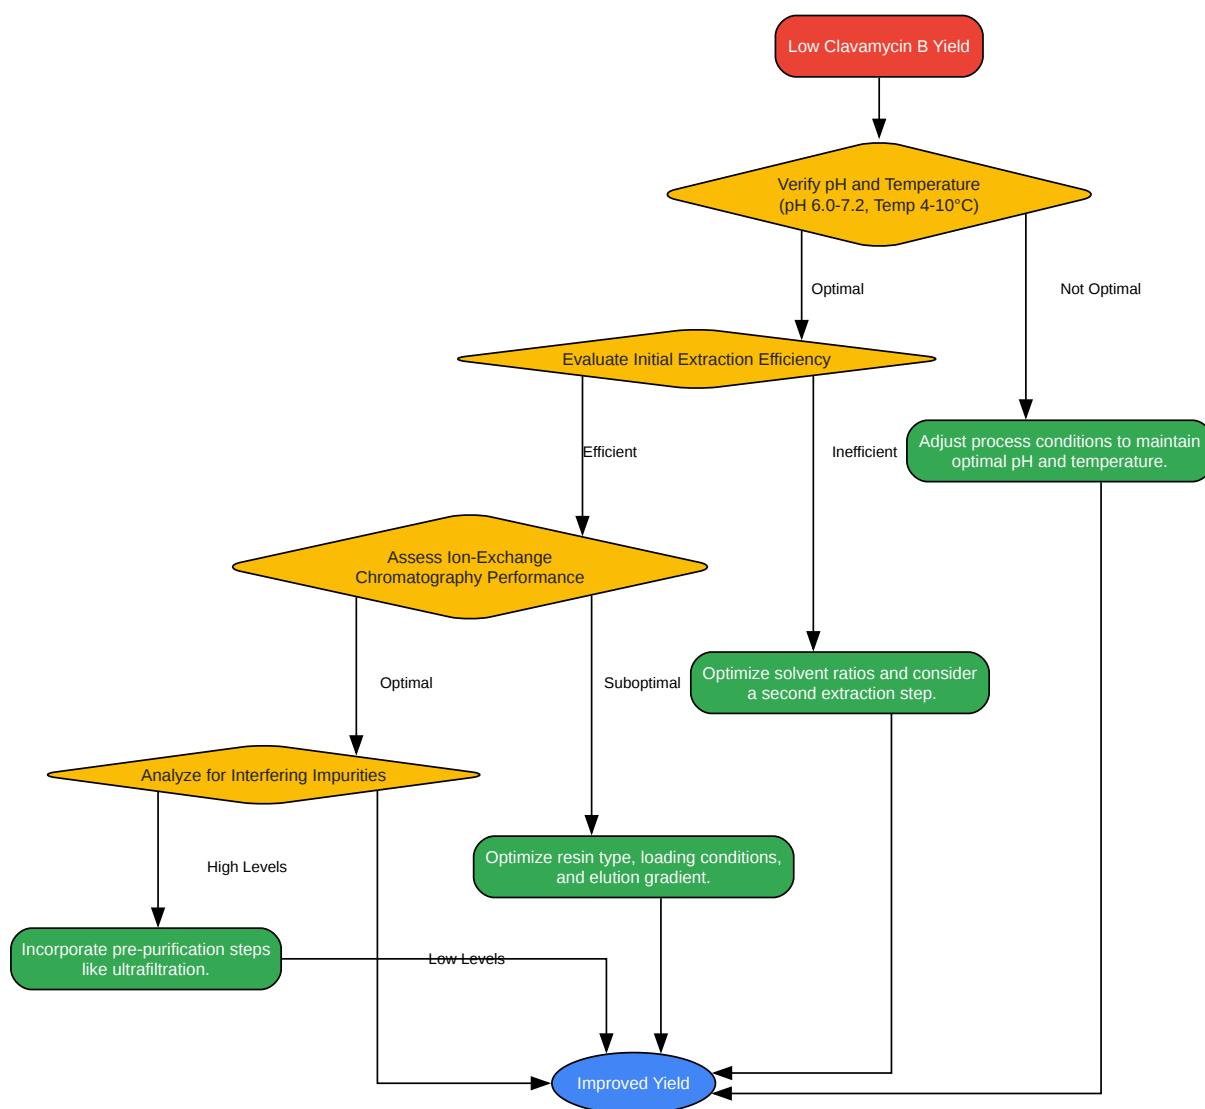 Low Clavamycin B Yield
Verify pH and Temperature
(pH 6.0-7.2, Temp 4-10°C)
Optimal
Not Optimal
Evaluate Initial Extraction Efficiency
Efficient
Inefficient
Adjust process conditions to maintain
optimal pH and temperature.
Assess Ion-Exchange
Chromatography Performance
Optimal
Suboptimal
Optimize solvent ratios and consider
a second extraction step.
Analyze for Interfering Impurities
High Levels
Optimize resin type, loading conditions,
and elution gradient.
Incorporate pre-purification steps
like ultrafiltration.
Low Levels
Improved Yield